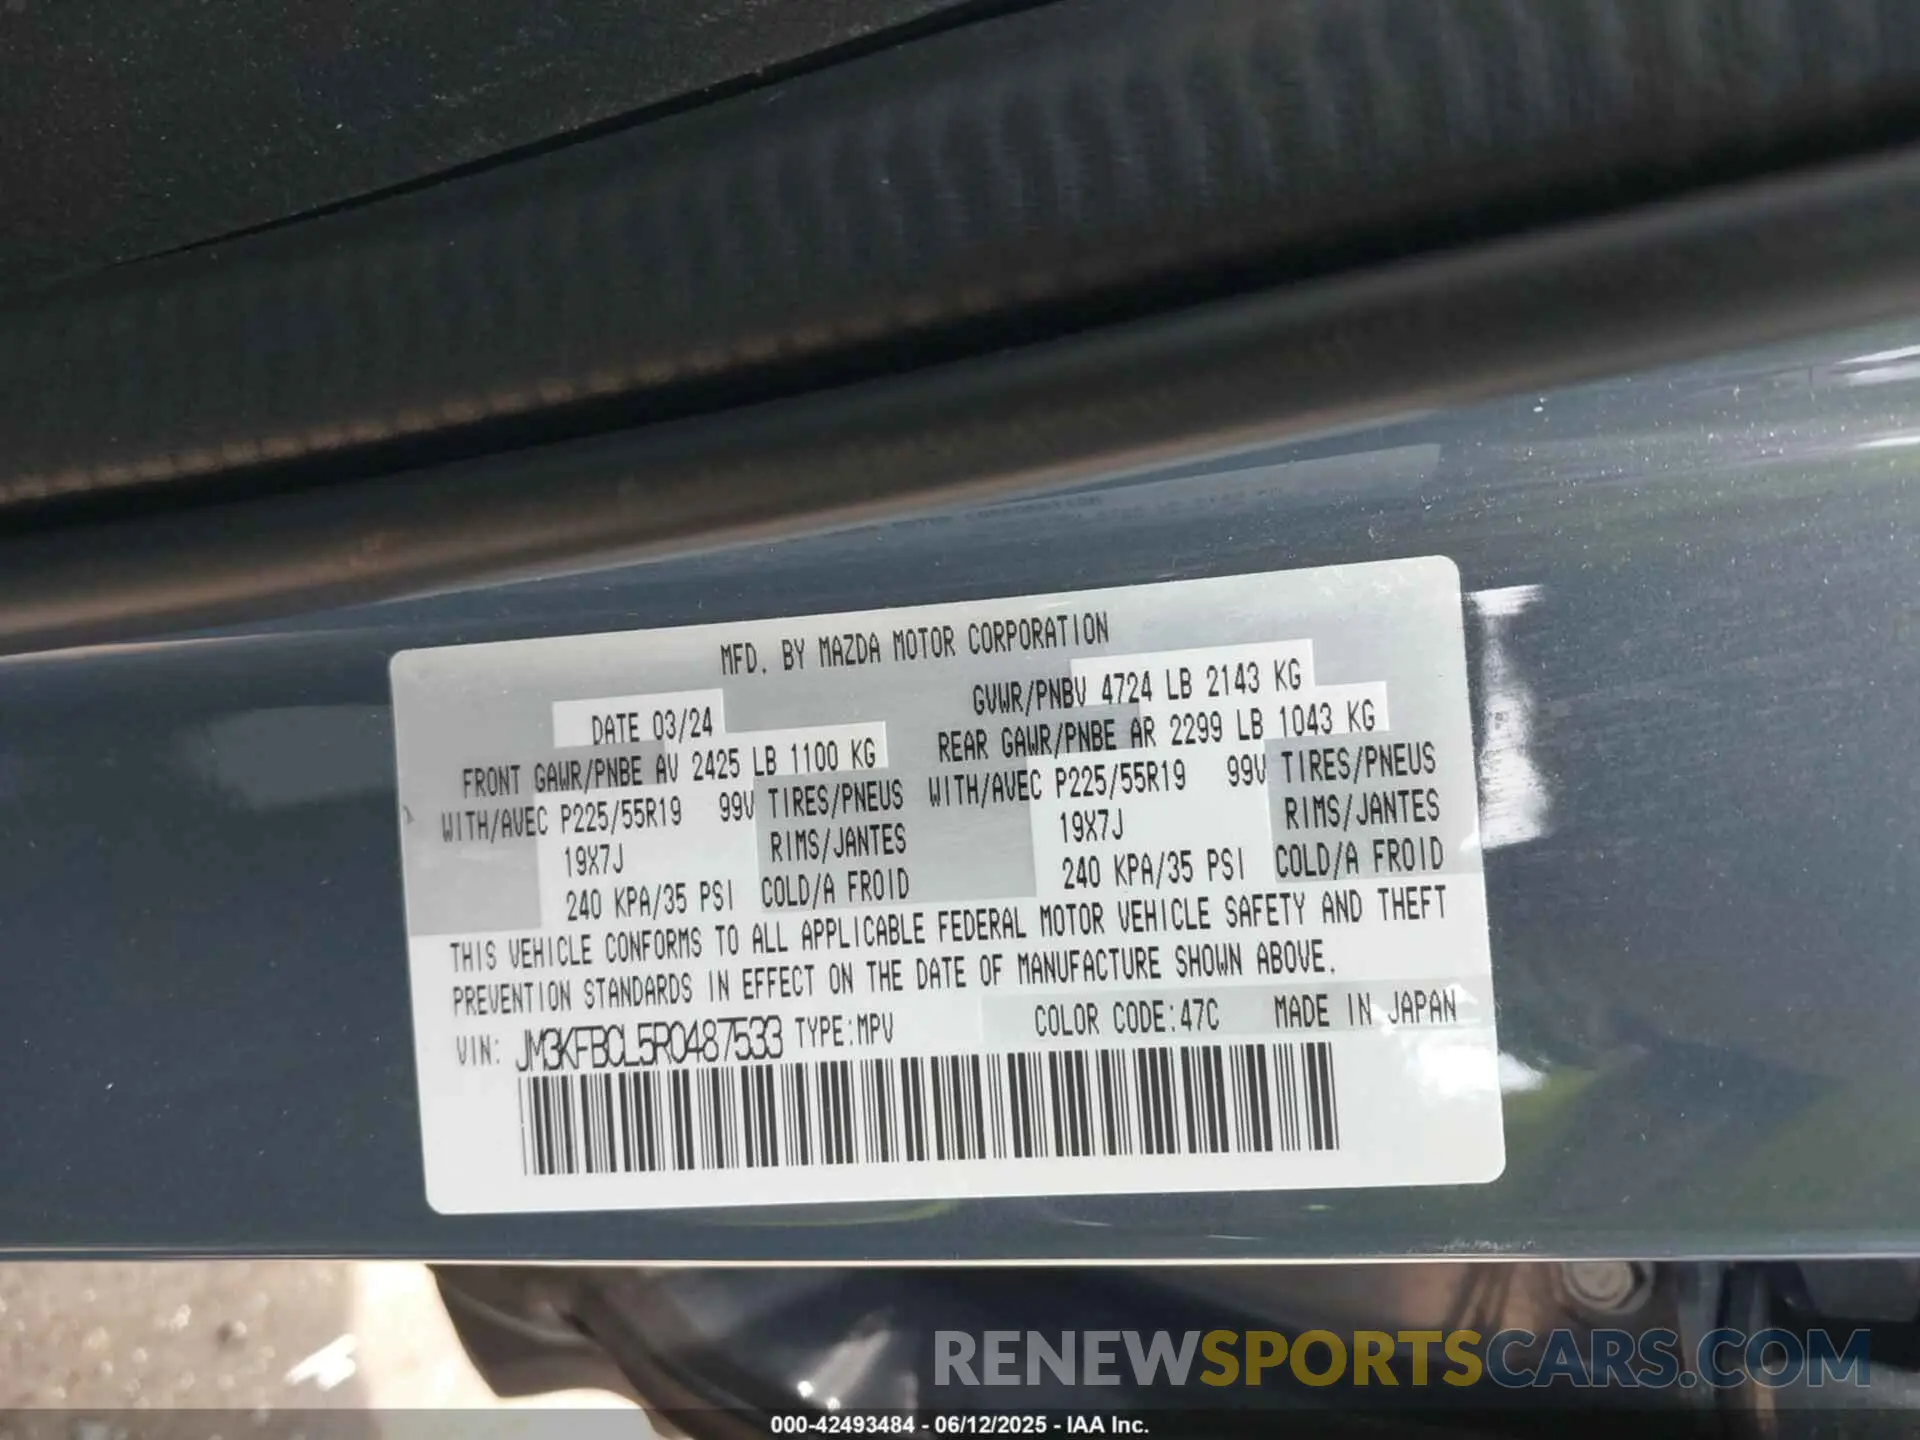 MFD. BY MAZDA MOTOR CORPORATION
DATE 03/24 GVWR/PNBV 4724 LB 2143 KG
FRONT GAWR/PNBE AV 2425 LB 1100 KG REAR GAWR/PNBE AR 2299 LB 1043 KG
WITH/AVEC P225/55R19 99V TIRES/PNEUS WITH/AVEC P225/55R19 99V TIRES/PNEUS
19X7J RIMS/JANTES 19X7J RIMS/JANTES
240 KPA/35 PSI COLD/A FROID 240 KPA/35 PSI COLD/A FROID
THIS VEHICLE CONFORMS TO ALL APPLICABLE FEDERAL MOTOR VEHICLE SAFETY AND THEFT
PREVENTION STANDARDS IN EFFECT ON THE DATE OF MANUFACTURE SHOWN ABOVE.
VIN: JM3KFBCL5R0487533 TYPE:MPV COLOR CODE:47C MADE IN JAPAN
RENEWSPORTSCARS.COM
000-42493484 - 06/12/2025 - IAA Inc.